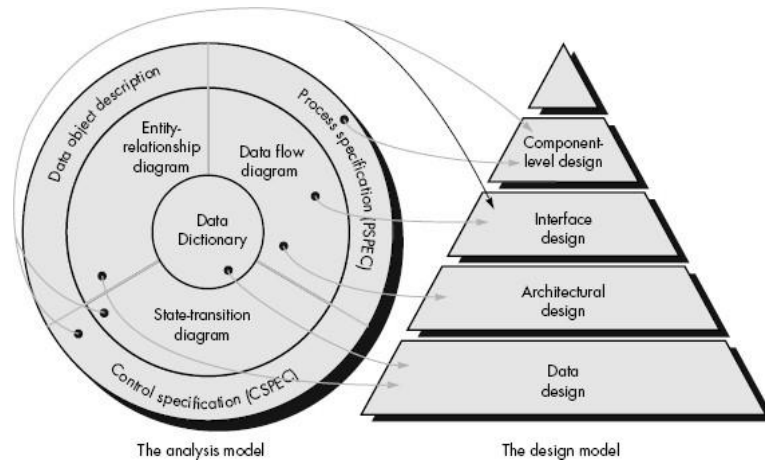 Data object description
Entity-
relationship
diagram
Data flow
diagram
Process specification (PSPEC)
Data
Dictionary
State-transition
diagram
Control specification (CSPEC)
The analysis model
Component-
level design
Interface
design
Architectural
design
Data
design
The design model